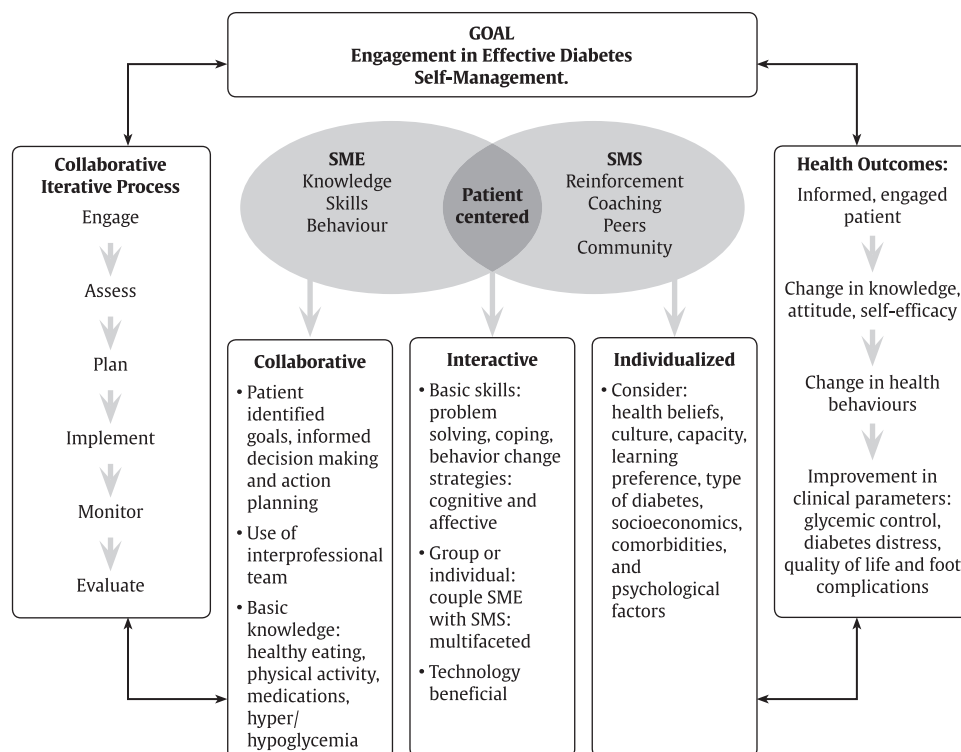 GOAL
Engagement in Effective Diabetes
Self-Management.
Collaborative
Iterative Process
Engage
Assess
Plan
Implement
Monitor
Evaluate
SME
Knowledge
Skills
Behaviour
Patient
centered
SMS
Reinforcement
Coaching
Peers
Community
Collaborative
• Patient
identified
goals, informed
decision making
and action
planning
• Use of
interprofessional
team
• Basic
knowledge:
healthy eating,
physical activity,
medications,
hyper/
hypoglycemia
Interactive
• Basic skills:
problem
solving, coping,
behavior change
strategies:
cognitive and
affective
• Group or
individual:
couple SME
with SMS:
multifaceted
• Technology
beneficial
Individualized
• Consider:
health beliefs,
culture, capacity,
learning
preference, type
of diabetes,
socioeconomics,
comorbidities,
and
psychological
factors
Health Outcomes:
Informed, engaged
patient
Change in knowledge,
attitude, self-efficacy
Change in health
behaviours
Improvement in
clinical parameters:
glycemic control,
diabetes distress,
quality of life and foot
complications